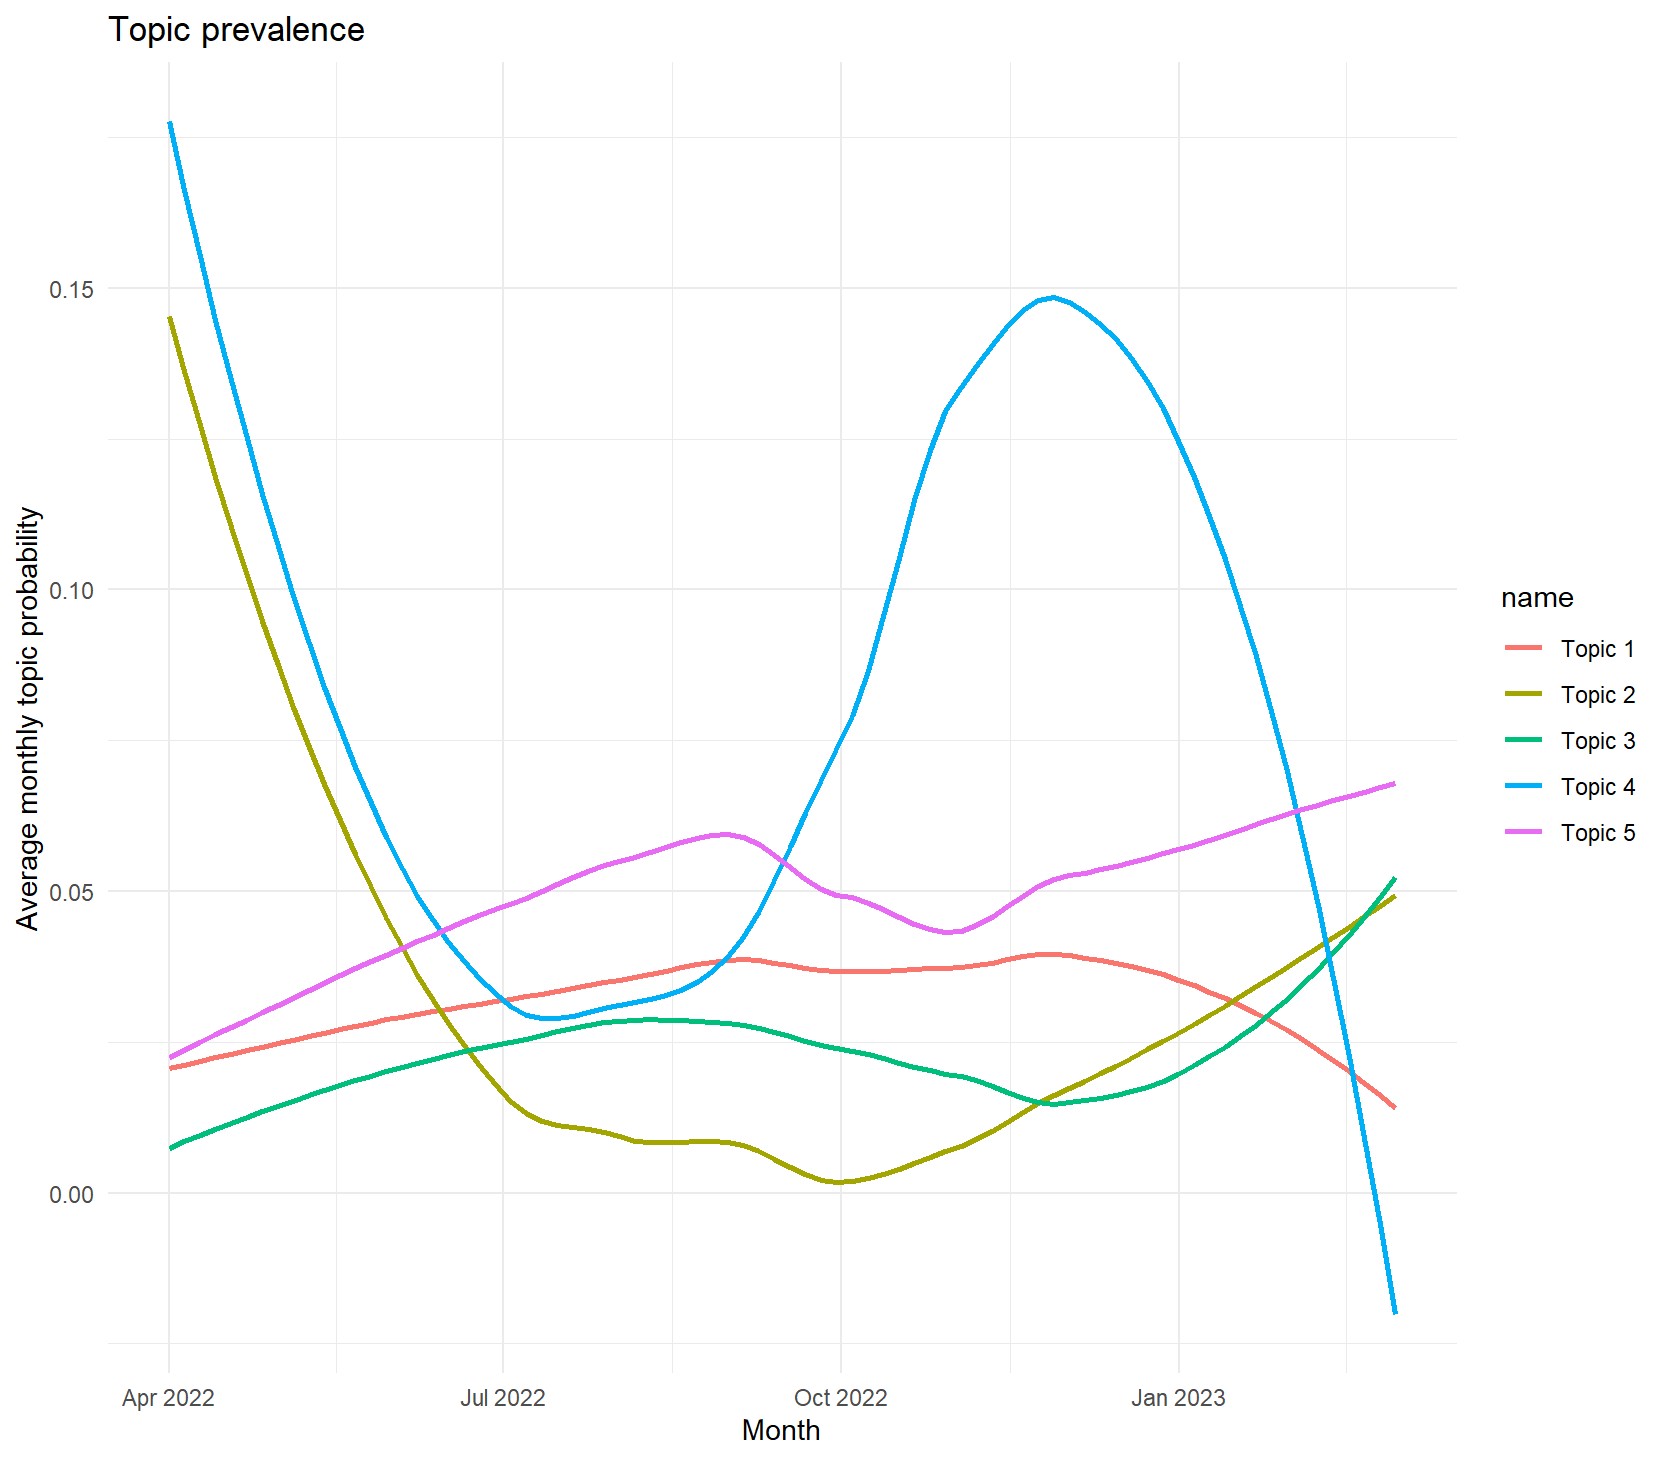 Topic prevalence
Average monthly topic probability
0.15
0.10
0.05
0.00
Apr 2022
Jul 2022
Oct 2022
Jan 2023
Month
name
Topic 1
Topic 2
Topic 3
Topic 4
Topic 5